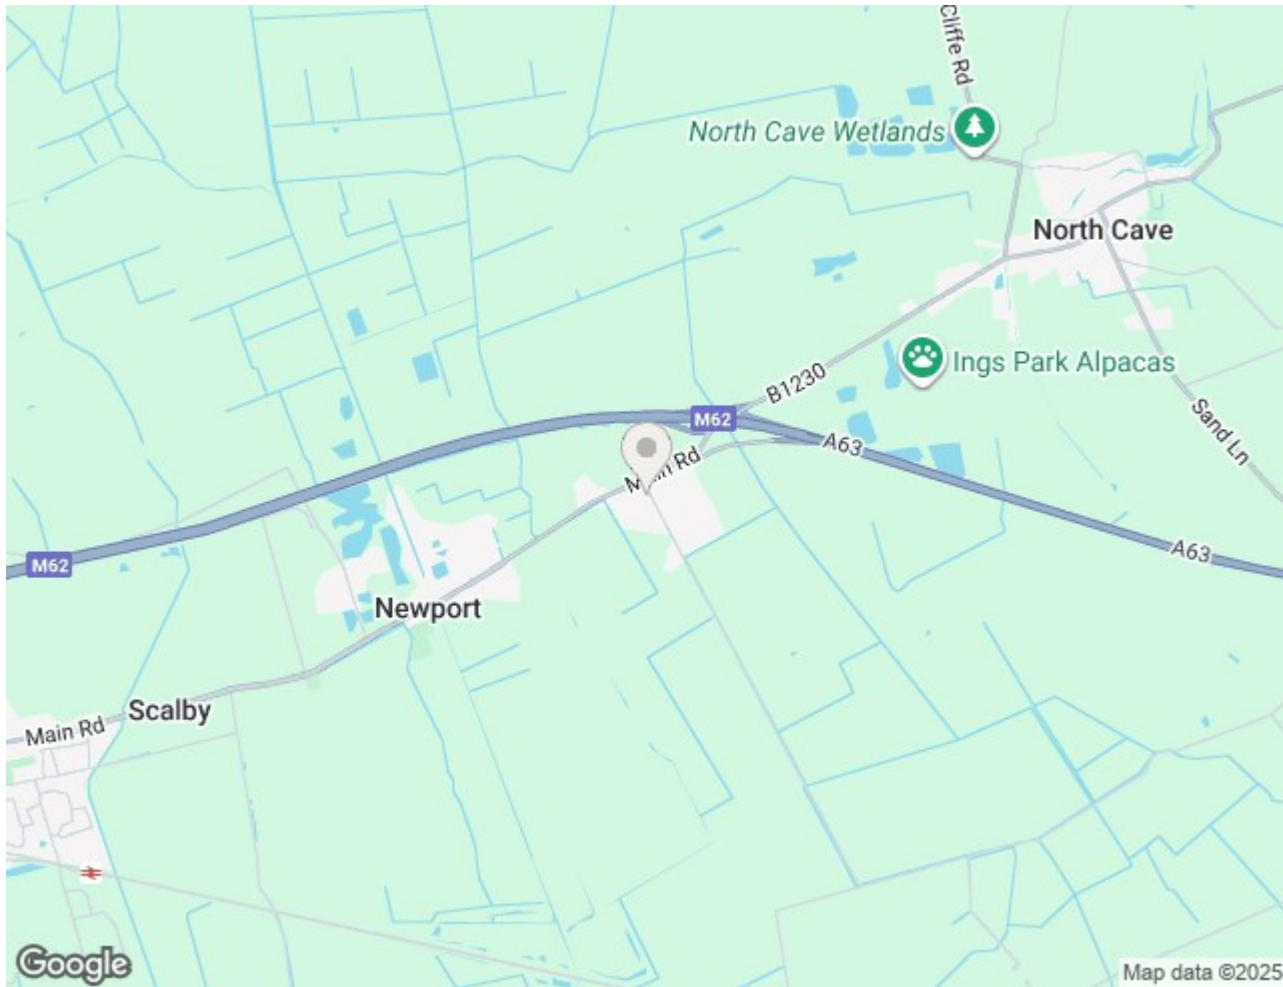 Cliffe Rd
North Cave Wetlands
North Cave
Ings Park Alpacas
B1230
M62
Sand Ln
A63
Main Rd
A63
M62
Newport
Scalby
Main Rd
Google
Map data ©2025